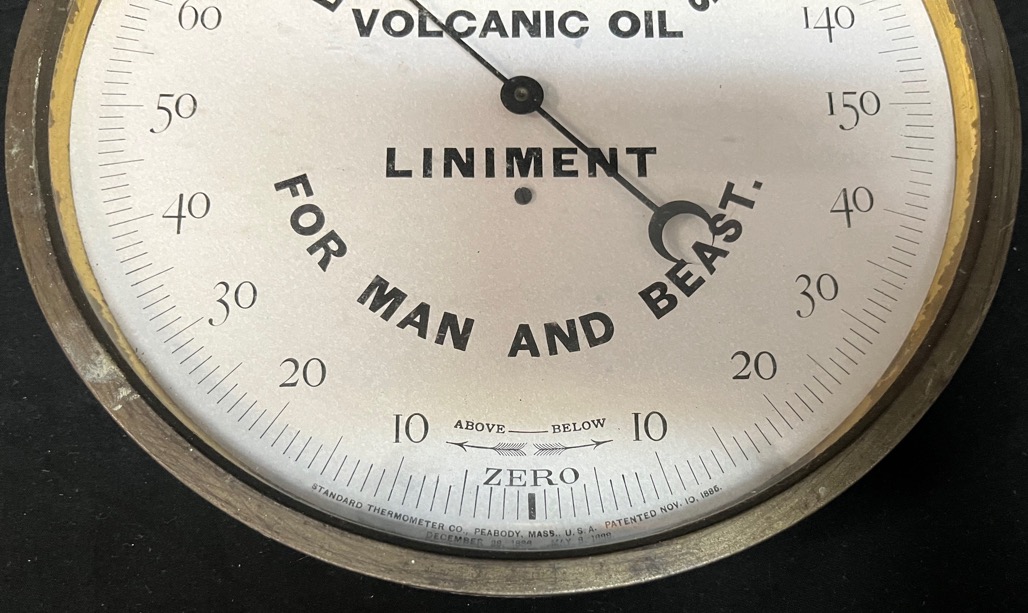 60
VOLCANIC OIL
140
50
150
LINIMENT
40
40
FOR MAN AND BEAST.
30
30
20
20
10 ABOVE BELOW 10
ZERO
STANDARD THERMOMETER CO., PEABODY, MASS., U.S.A. PATENTED NOV. 10, 1885.
DECEMBER